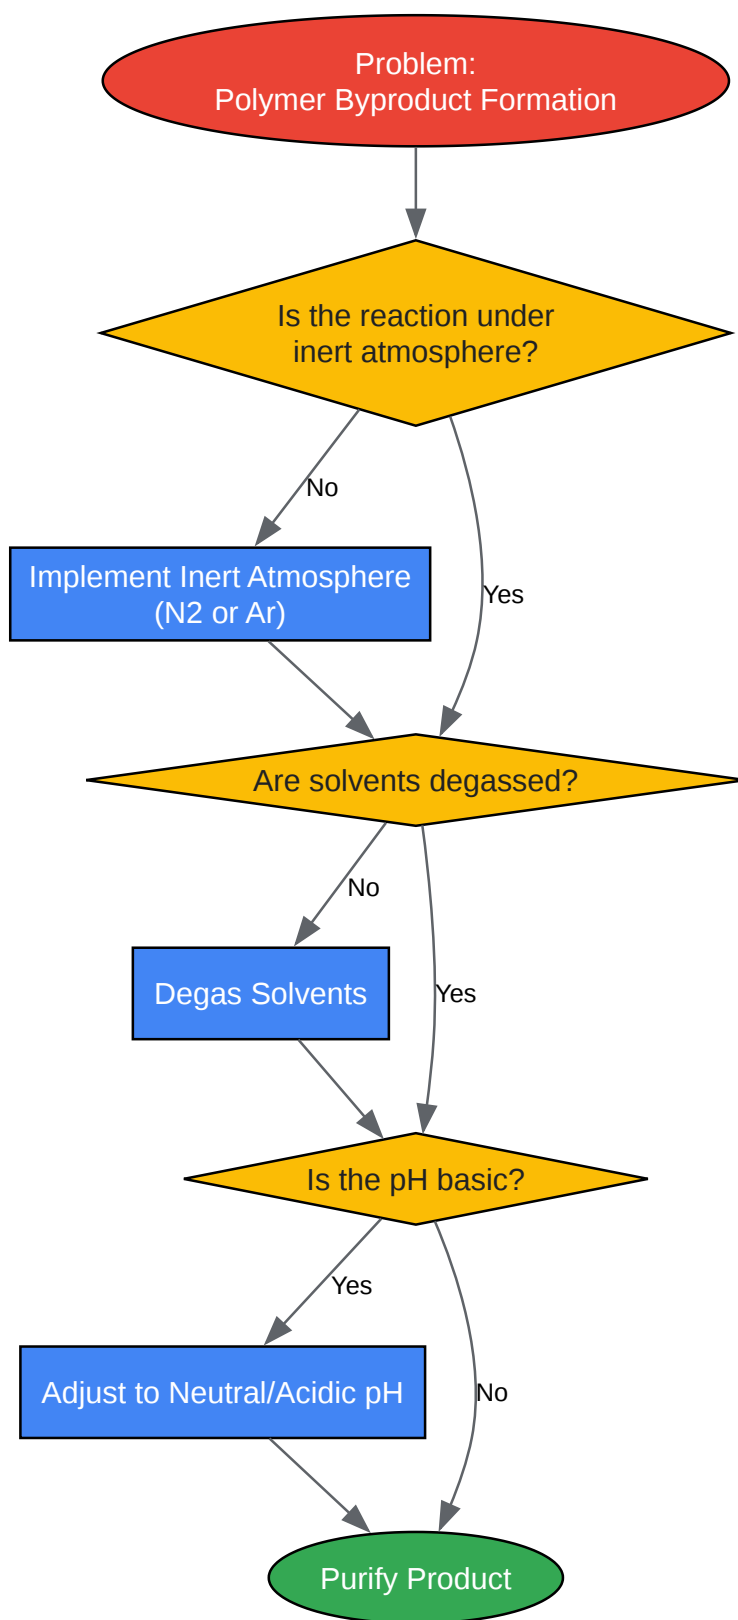 Problem:
Polymer Byproduct Formation
Is the reaction under
inert atmosphere?
No
Implement Inert Atmosphere
(N2 or Ar)
Yes
Are solvents degassed?
No
Degas Solvents
Yes
Is the pH basic?
Yes
Adjust to Neutral/Acidic pH
No
Purify Product